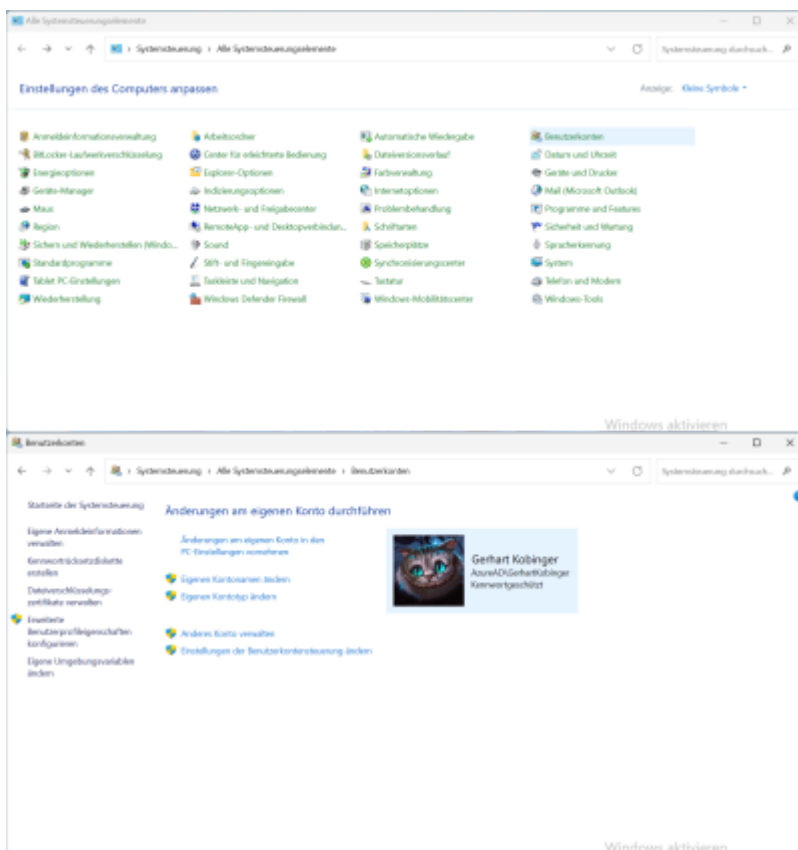 Alle Systemsteuerungselemente
Systemsteuerung › Alle Systemsteuerungselemente
Systemsteuerung durchsuch...
Einstellungen des Computers anpassen
Anzeige: Kleine Symbole
Anmeldeinformationsverwaltung
Arbeitsordner
Automatische Wiedergabe
Benutzerkonten
BitLocker-Laufwerkverschlüsselung
Center für erleichterte Bedienung
Dateiversionsverlauf
Datum und Uhrzeit
Energieoptionen
Explorer-Optionen
Farbverwaltung
Geräte und Drucker
Geräte-Manager
Indizierungsoptionen
Internetoptionen
Mail (Microsoft Outlook)
Maus
Netzwerk- und Freigabecenter
Problembehandlung
Programme und Features
Region
RemoteApp- und Desktopverbindun...
Schriftarten
Sicherheit und Wartung
Sichern und Wiederherstellen (Windo...
Sound
Speicherplätze
Spracherkennung
Standardprogramme
Stift- und Fingereingabe
Synchronisierungscenter
System
Tablet PC-Einstellungen
Taskleiste und Navigation
Tastatur
Telefon und Modem
Wiederherstellung
Windows Defender Firewall
Windows-Mobilitätscenter
Windows-Tools
Windows aktivieren
Benutzerkonten
Systemsteuerung › Alle Systemsteuerungselemente › Benutzerkonten
Systemsteuerung durchsuch...
Startseite der Systemsteuerung
Eigene Anmeldeinformationen
verwalten
Kennwortrücksetzdiskette
erstellen
Dateiverschlüsselungs-
zertifikate verwalten
Erweiterte
Benutzerprofileigenschaften
konfigurieren
Eigene Umgebungsvariablen
ändern
Änderungen am eigenen Konto durchführen
Änderungen am eigenen Konto in den
PC-Einstellungen vornehmen
Eigenen Kontonamen ändern
Eigenen Kontotyp ändern
Anderes Konto verwalten
Einstellungen der Benutzerkontensteuerung ändern
Gerhart Kobinger
AzureAD\GerhartKobinger
Kennwortgeschützt
Windows aktivieren